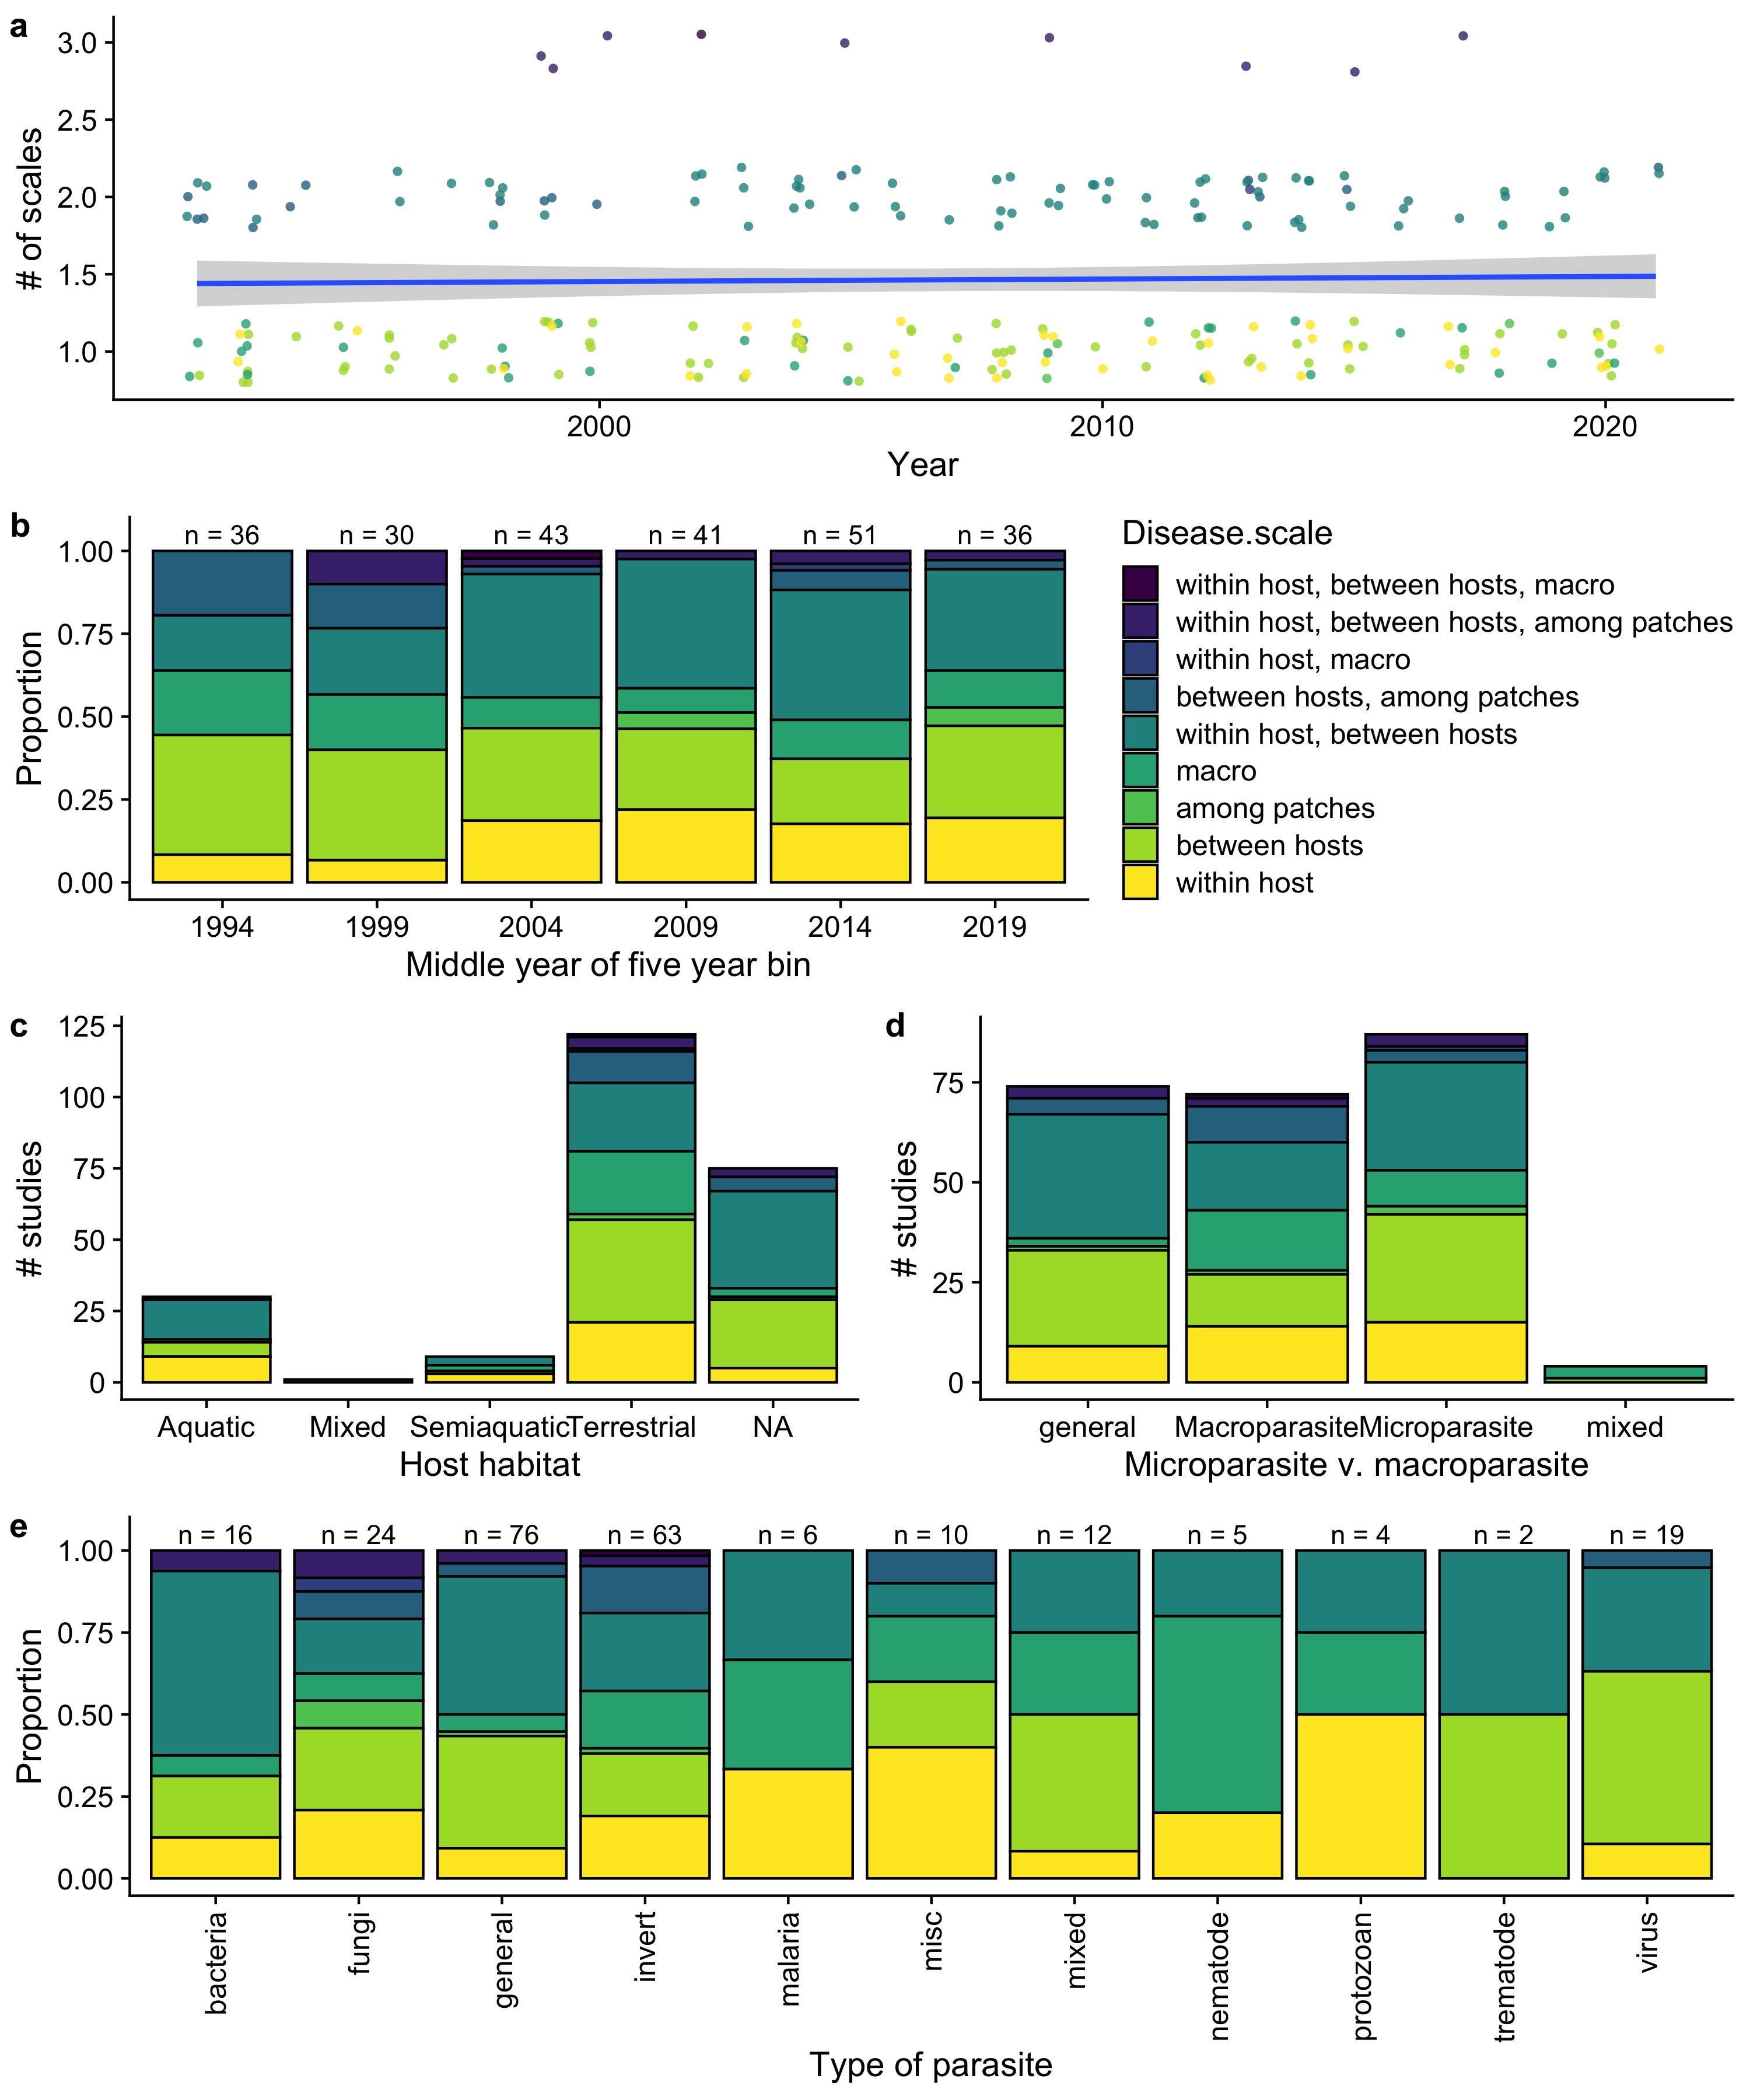 a
3.0
2.5
2.0
1.5
1.0
# of scales
2000 2010 2020
Year
b
n = 36 n = 30 n = 43 n = 41 n = 51 n = 36
1.00
0.75
0.50
0.25
0.00
Proportion
1994 1999 2004 2009 2014 2019
Middle year of five year bin
Disease.scale
within host, between hosts, macro
within host, between hosts, among patches
within host, macro
between hosts, among patches
within host, between hosts
macro
among patches
between hosts
within host
c
125
100
75
50
25
0
# studies
Aquatic Mixed Semiaquatic Terrestrial NA
Host habitat
d
75
50
25
0
# studies
general Macroparasite Microparasite mixed
Microparasite v. macroparasite
e
n = 16 n = 24 n = 76 n = 63 n = 6 n = 10 n = 12 n = 5 n = 4 n = 2 n = 19
1.00
0.75
0.50
0.25
0.00
Proportion
bacteria fungi general invert malaria misc mixed nematode protozoan trematode virus
Type of parasite